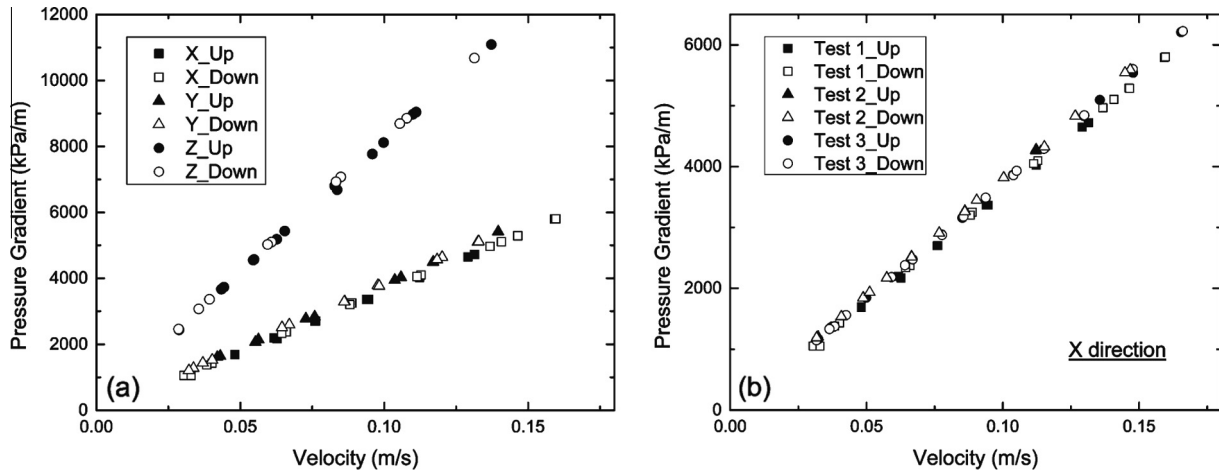 12000
10000
8000
6000
4000
2000
0
Pressure Gradient (kPa/m)
X_Up
X_Down
Y_Up
Y_Down
Z_Up
Z_Down
(a)
0.00 0.05 0.10 0.15
Velocity (m/s)
6000
4000
2000
0
Pressure Gradient (kPa/m)
Test 1_Up
Test 1_Down
Test 2_Up
Test 2_Down
Test 3_Up
Test 3_Down
X direction
(b)
0.00 0.05 0.10 0.15
Velocity (m/s)